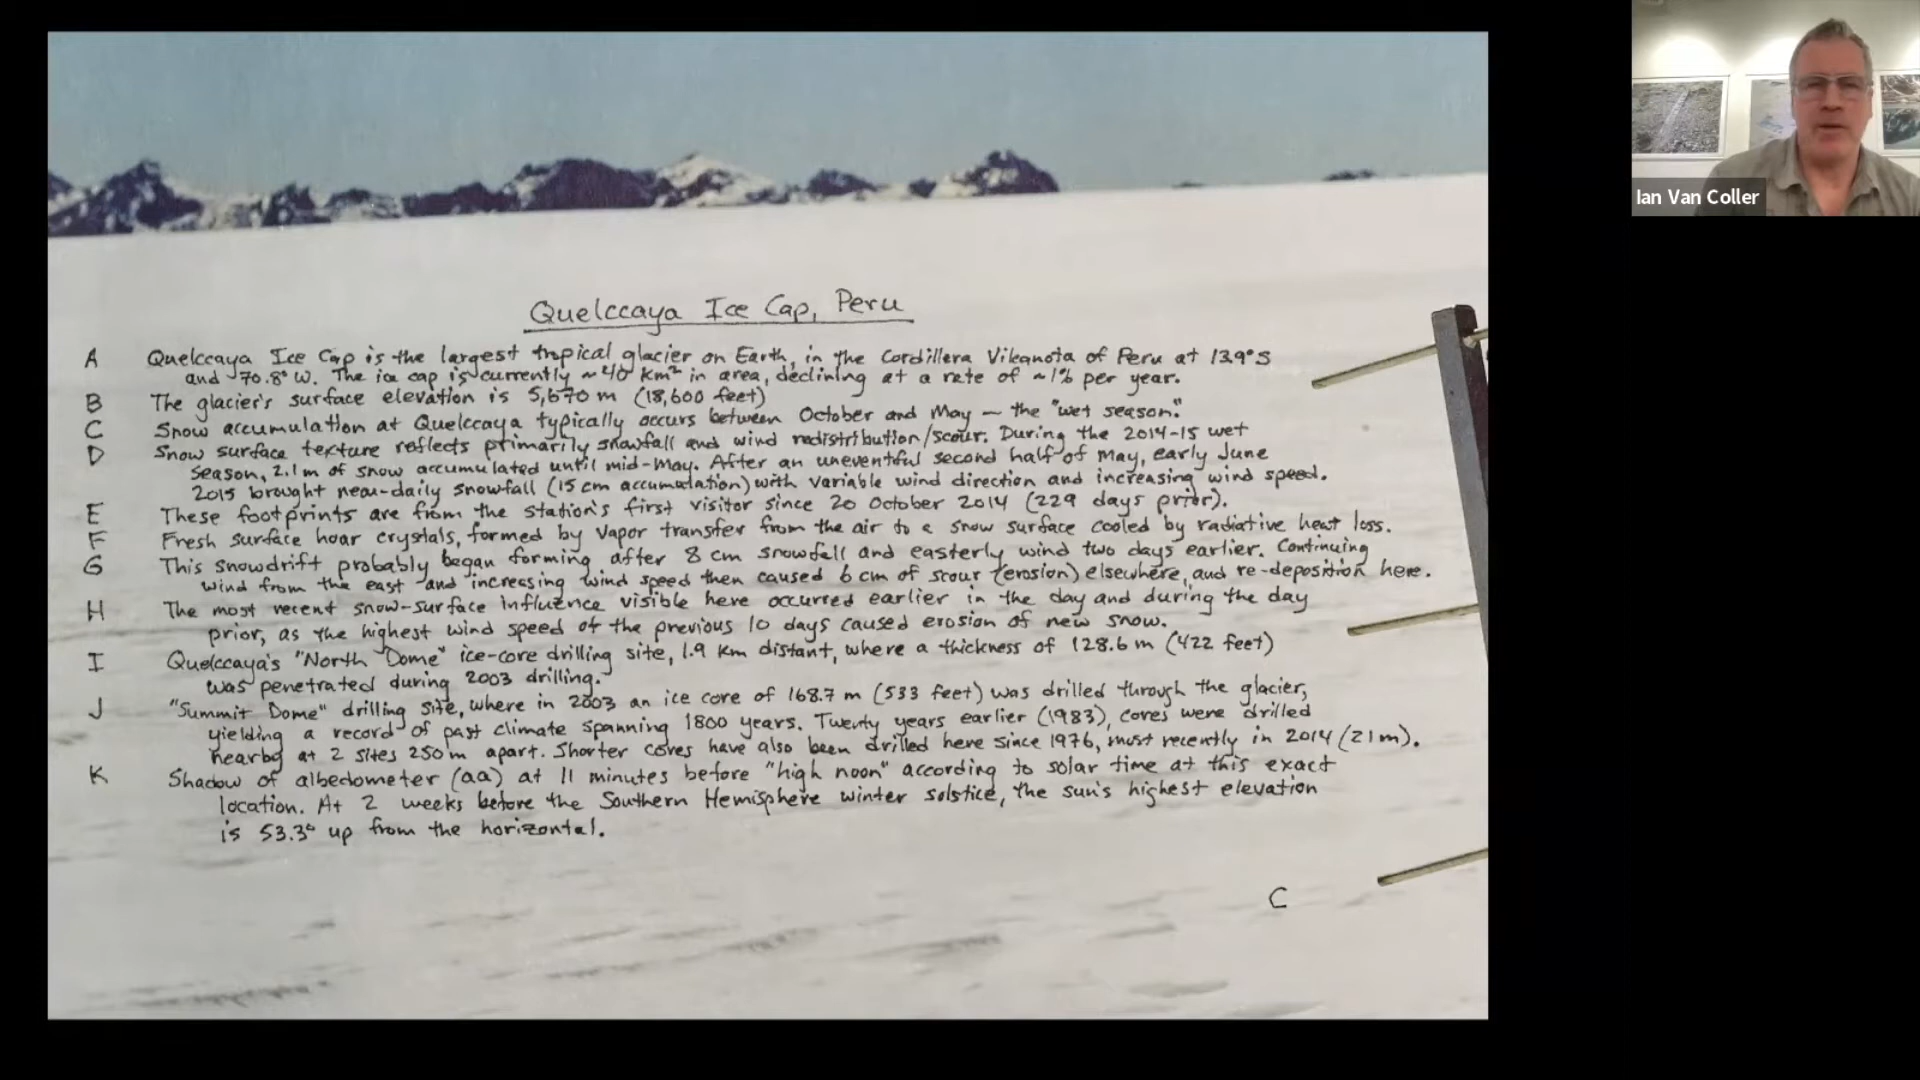 Quelccaya Ice Cap, Peru
A Quelccaya Ice Cap is the largest tropical glacier on Earth, in the Cordillera Vilcanota of Peru at 13.9°S
and 70.8°W. The ice cap is currently ~40 km² in area, declining at a rate of ~1% per year.
B The glacier's surface elevation is 5,670 m (18,600 feet)
C Snow accumulation at Quelccaya typically occurs between October and May — the "wet season."
D Snow surface texture reflects primarily snowfall and wind redistribution/scour. During the 2014-15 wet
season, 2.1 m of snow accumulated until mid-May. After an uneventful second half of May, early June
2015 brought near-daily snowfall (15 cm accumulation) with variable wind direction and increasing wind speed.
E These footprints are from the station's first visitor since 20 October 2014 (229 days prior).
F Fresh surface hoar crystals, formed by vapor transfer from the air to a snow surface cooled by radiative heat loss.
G This snowdrift probably began forming after 8 cm snowfall and easterly wind two days earlier. Continuing
wind from the east and increasing wind speed then caused 6 cm of scour (erosion) elsewhere, and re-deposition here.
H The most recent snow-surface influence visible here occurred earlier in the day and during the day
prior, as the highest wind speed of the previous 10 days caused erosion of new snow.
I Quelccaya's "North Dome" ice-core drilling site, 1.9 km distant, where a thickness of 128.6 m (422 feet)
was penetrated during 2003 drilling.
J "Summit Dome" drilling site, where in 2003 an ice core of 168.7 m (533 feet) was drilled through the glacier,
yielding a record of past climate spanning 1800 years. Twenty years earlier (1983), cores were drilled
nearby at 2 sites 250 m apart. Shorter cores have also been drilled here since 1976, most recently in 2014 (21m).
K Shadow of albedometer (aa) at 11 minutes before "high noon" according to solar time at this exact
location. At 2 weeks before the Southern Hemisphere winter solstice, the sun's highest elevation
is 53.3° up from the horizontal.
C
Ian Van Coller